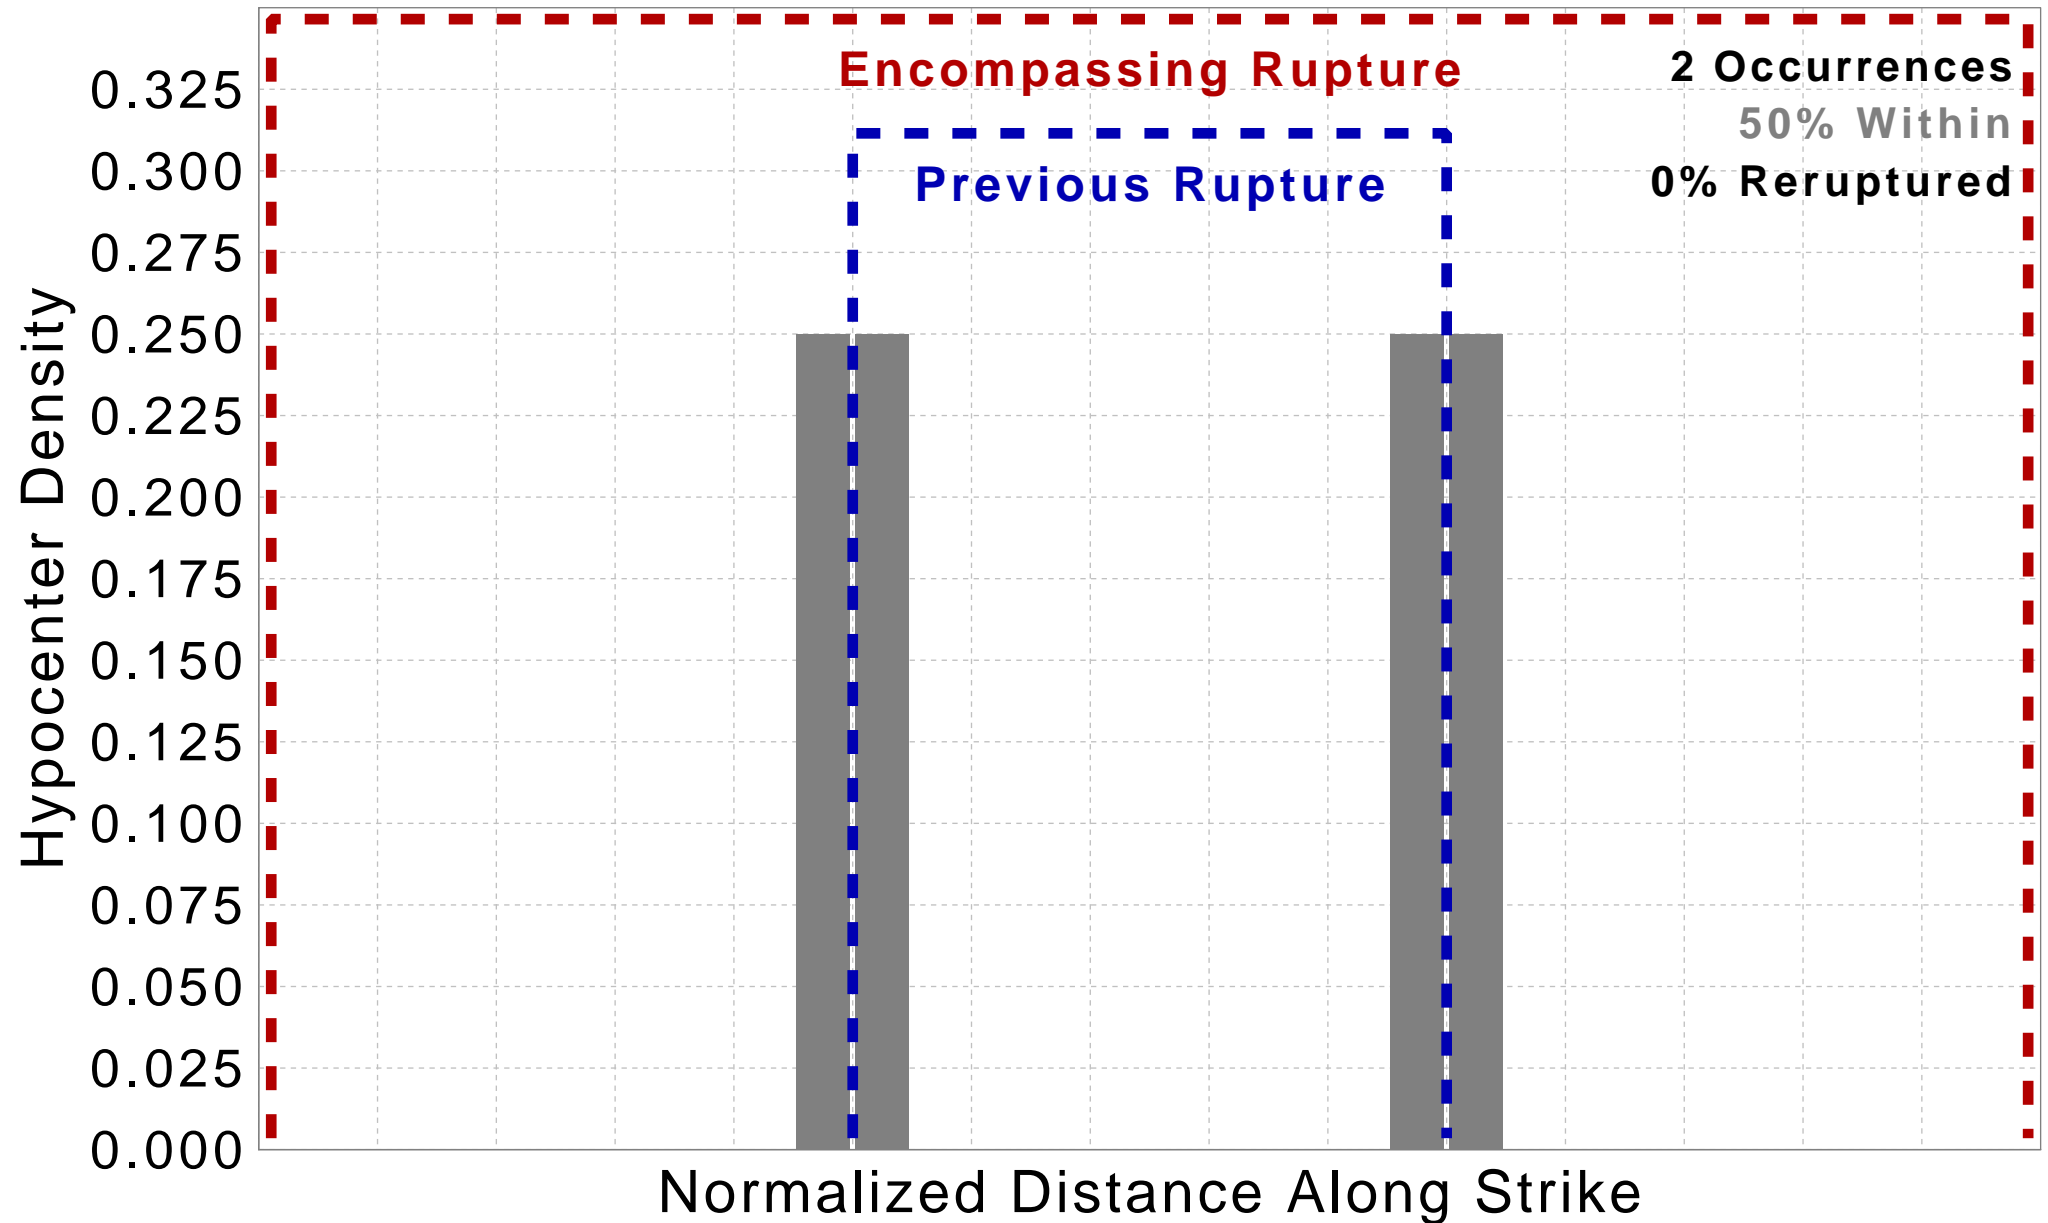 Encompassing Rupture
2 Occurrences
50% Within
0% Reruptured
Previous Rupture
0.325
0.300
0.275
0.250
0.225
0.200
0.175
0.150
0.125
0.100
0.075
0.050
0.025
0.000
Hypocenter Density
Normalized Distance Along Strike